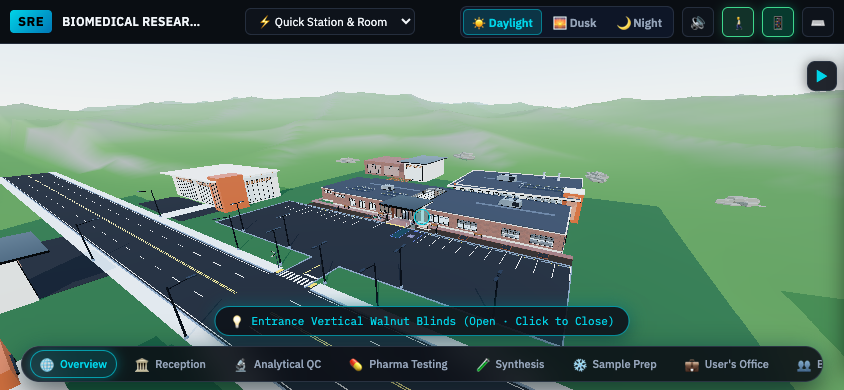 SRE BIOMEDICAL RESEAR...
⚡ Quick Station & Room
☀️ Daylight
🌇 Dusk
🌙 Night
💡 Entrance Vertical Walnut Blinds (Open · Click to Close)
🌐 Overview
🏛️ Reception
🔬 Analytical QC
💊 Pharma Testing
🧪 Synthesis
❄️ Sample Prep
💼 User's Office